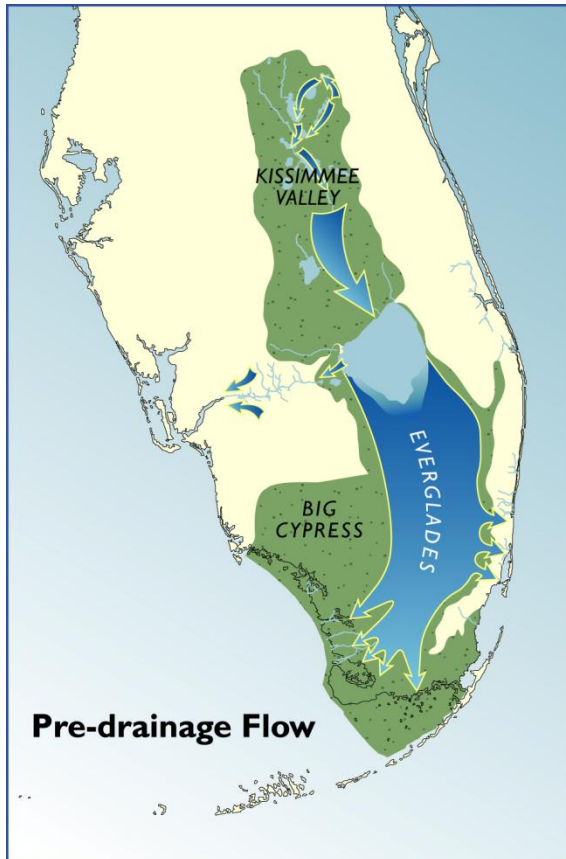 KISSIMMEE
VALLEY
EVERGLADES
BIG
CYPRESS
Pre-drainage Flow